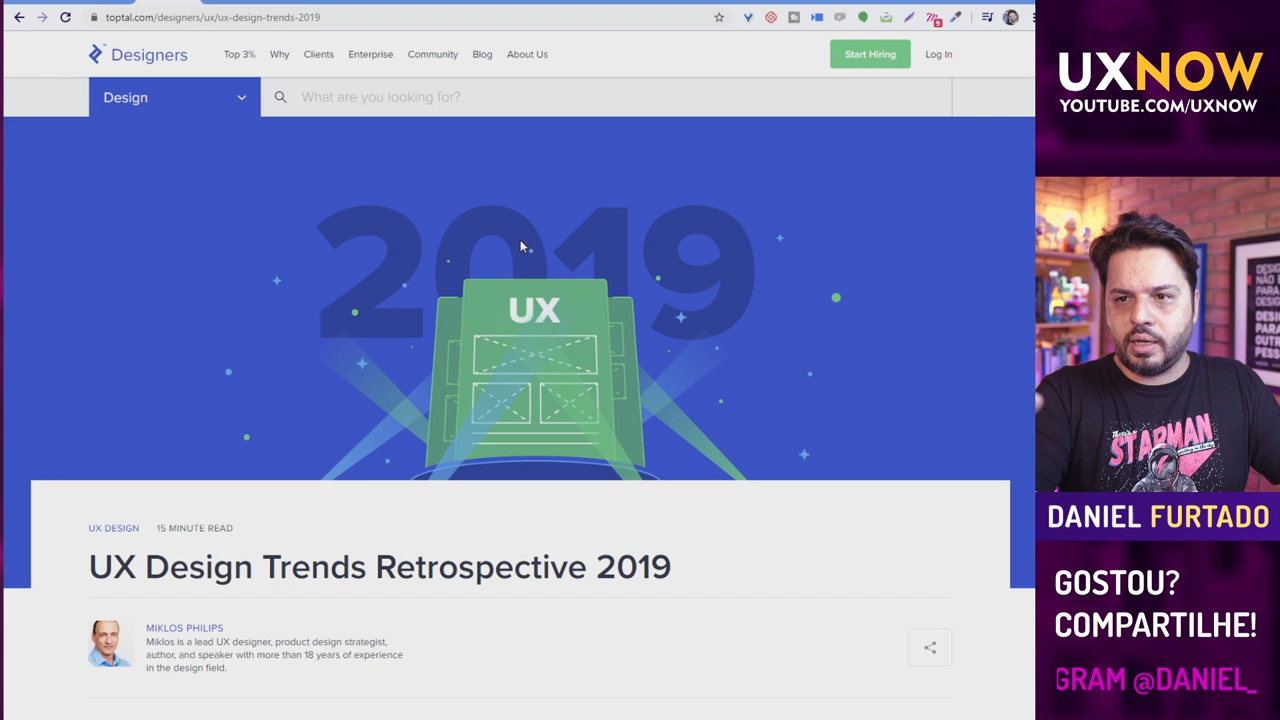 toptal.com/designers/ux/ux-design-trends-2019
Designers
Top 3% Why Clients Enterprise Community Blog About Us
Start Hiring
Log In
Design
What are you looking for?
2019
UX
UX DESIGN 15 MINUTE READ
UX Design Trends Retrospective 2019
MIKLOS PHILIPS
Miklos is a lead UX designer, product design strategist,
author, and speaker with more than 18 years of experience
in the design field.
UXNOW
YOUTUBE.COM/UXNOW
There's a
STARMAN
DANIEL FURTADO
GOSTOU?
COMPARTILHE!
GRAM @DANIEL_